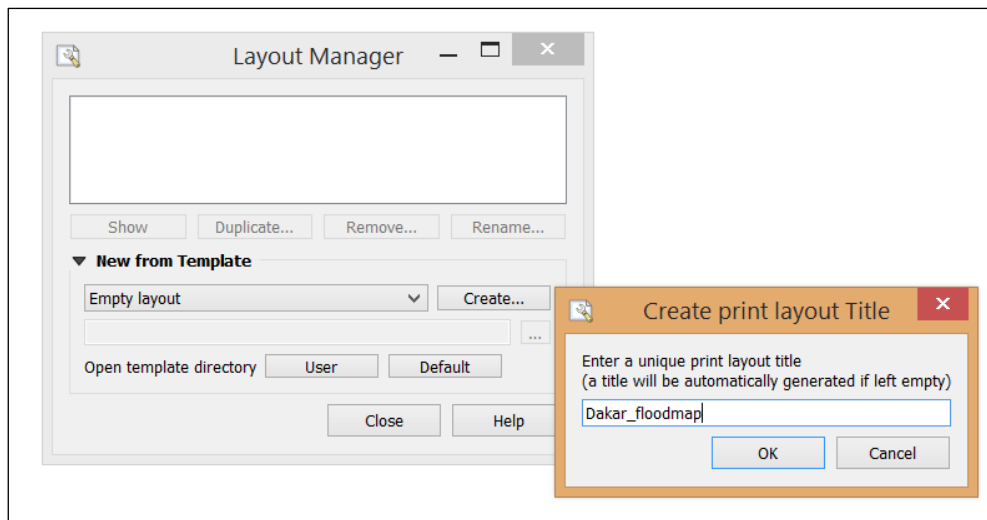 Layout Manager
Show Duplicate... Remove... Rename...
New from Template
Empty layout Create...
...
Open template directory User Default
Close Help
Create print layout Title
Enter a unique print layout title
(a title will be automatically generated if left empty)
Dakar_floodmap
OK Cancel